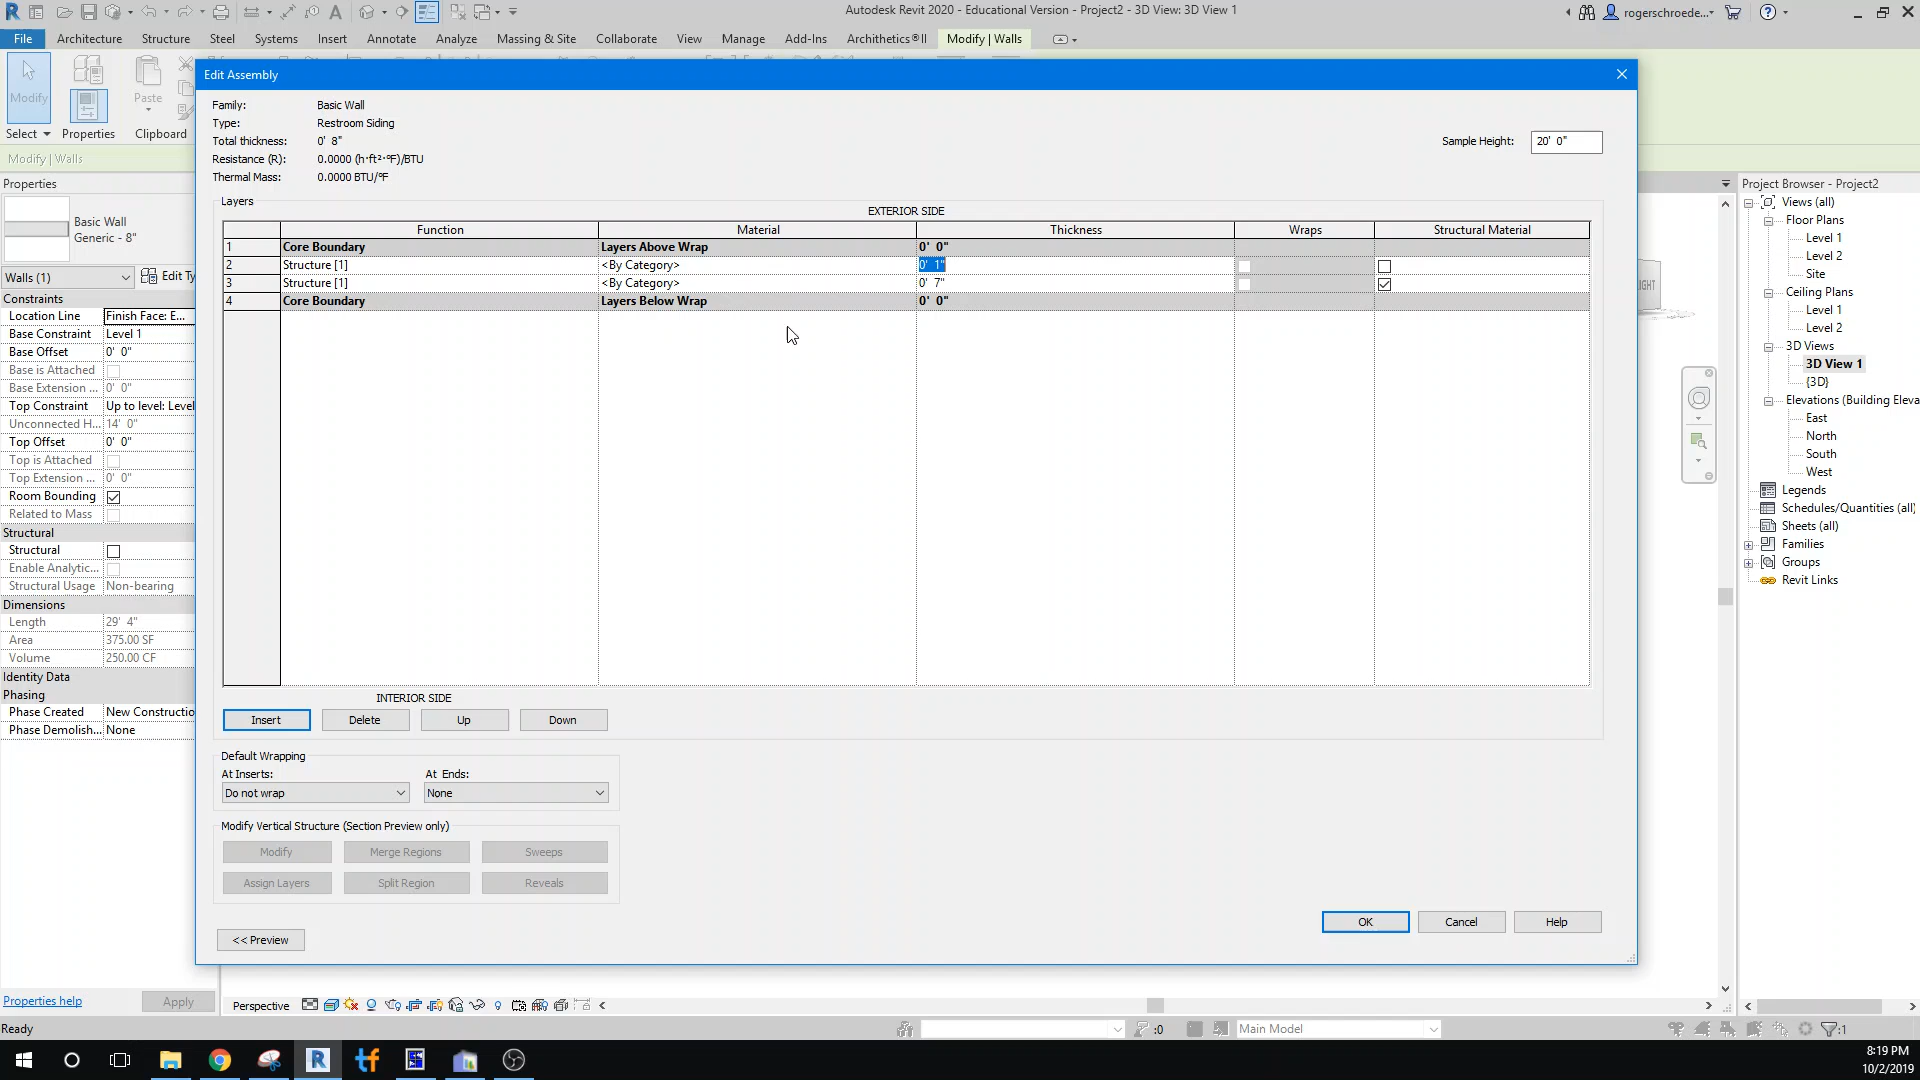 Autodesk Revit 2020 - Educational Version - Project2 - 3D View: 3D View 1
rogerschroede...
File Architecture Structure Steel Systems Insert Annotate Analyze Massing & Site Collaborate View Manage Add-Ins Archithetics®II Modify | Walls
Modify
Paste
Select Properties Clipboard
Modify | Walls
Edit Assembly
Family: Basic Wall
Type: Restroom Siding
Total thickness: 0' 8"
Resistance (R): 0.0000 (h·ft²·°F)/BTU
Thermal Mass: 0.0000 BTU/°F
Sample Height: 20' 0"
Layers
EXTERIOR SIDE
Function Material Thickness Wraps Structural Material
1 Core Boundary Layers Above Wrap 0' 0"
2 Structure [1] <By Category> 0' 1"
3 Structure [1] <By Category> 0' 7"
4 Core Boundary Layers Below Wrap 0' 0"
INTERIOR SIDE
Insert Delete Up Down
Default Wrapping
At Inserts: At Ends:
Do not wrap None
Modify Vertical Structure (Section Preview only)
Modify Merge Regions Sweeps
Assign Layers Split Region Reveals
<< Preview
OK Cancel Help
Properties
Basic Wall
Generic - 8"
Walls (1) Edit Ty
Constraints
Location Line Finish Face: E...
Base Constraint Level 1
Base Offset 0' 0"
Base is Attached
Base Extension ... 0' 0"
Top Constraint Up to level: Level
Unconnected H... 14' 0"
Top Offset 0' 0"
Top is Attached
Top Extension ... 0' 0"
Room Bounding
Related to Mass
Structural
Structural
Enable Analytic...
Structural Usage Non-bearing
Dimensions
Length 29' 4"
Area 375.00 SF
Volume 250.00 CF
Identity Data
Phasing
Phase Created New Constructio
Phase Demolish... None
Properties help Apply
Project Browser - Project2
Views (all)
Floor Plans
Level 1
Level 2
Site
Ceiling Plans
Level 1
Level 2
3D Views
3D View 1
{3D}
Elevations (Building Eleva
East
North
South
West
Legends
Schedules/Quantities (all)
Sheets (all)
Families
Groups
Revit Links
Perspective
Ready
:0
Main Model
:1
8:19 PM
10/2/2019